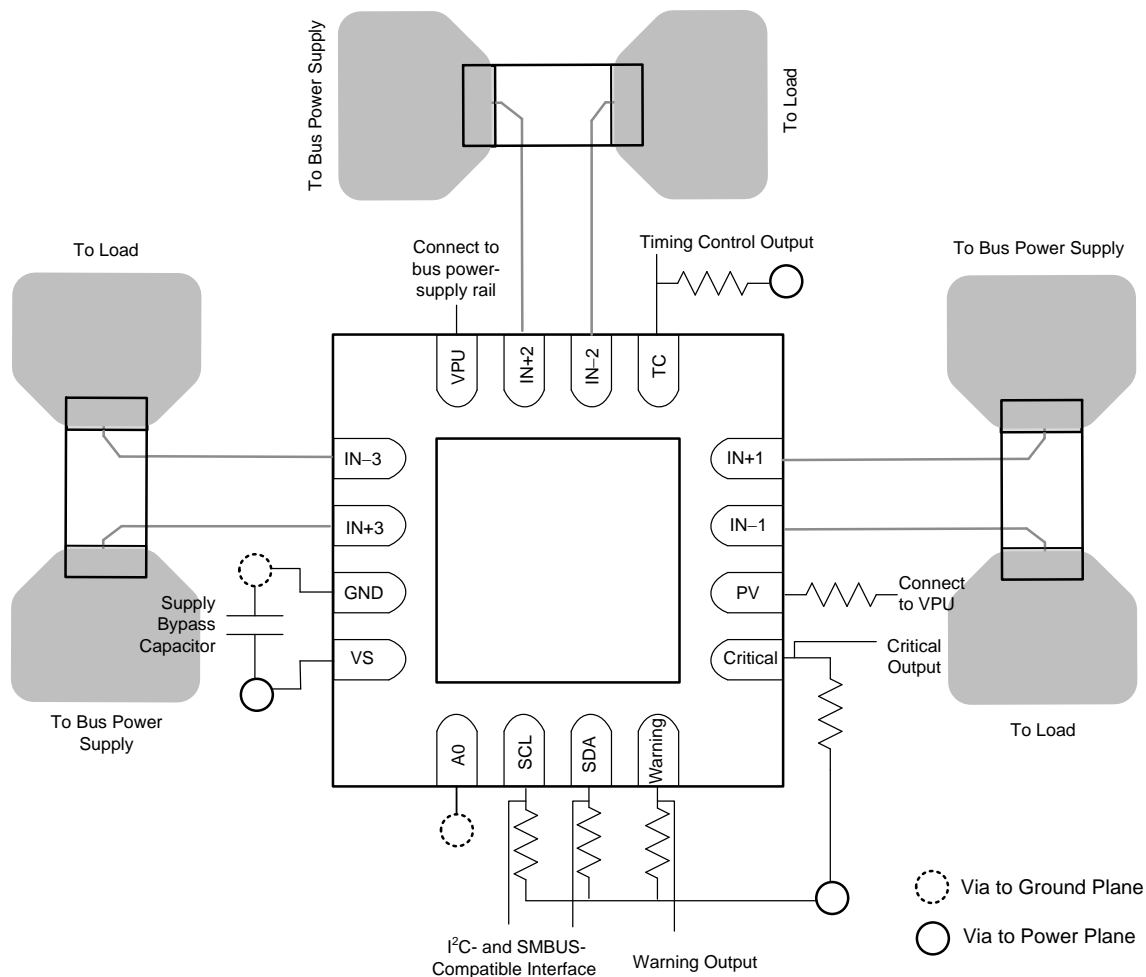 To Bus Power Supply
To Load
To Load
Connect to
bus power-
supply rail
Timing Control Output
To Bus Power Supply
VPU
IN+2
IN–2
TC
IN–3
IN+3
GND
VS
IN+1
IN–1
PV
Critical
Supply
Bypass
Capacitor
Connect
to VPU
Critical
Output
To Bus Power
Supply
To Load
A0
SCL
SDA
Warning
Via to Ground Plane
Via to Power Plane
I²C- and SMBUS-
Compatible Interface
Warning Output